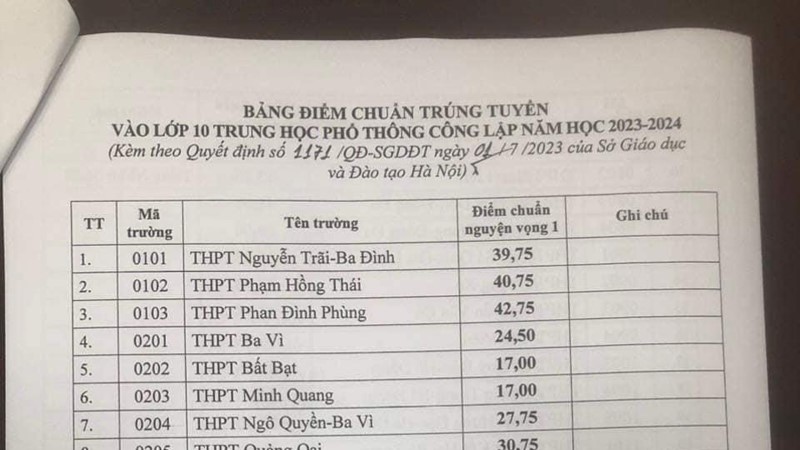 BẢNG ĐIỂM CHUẨN TRÚNG TUYỂN
VÀO LỚP 10 TRUNG HỌC PHỔ THÔNG CÔNG LẬP NĂM HỌC 2023-2024
(Kèm theo Quyết định số 1171 /QĐ-SGDĐT ngày 01/7 /2023 của Sở Giáo dục
và Đào tạo Hà Nội)
TT Mã trường Tên trường Điểm chuẩn nguyện vọng 1 Ghi chú
1. 0101 THPT Nguyễn Trãi-Ba Đình 39,75
2. 0102 THPT Phạm Hồng Thái 40,75
3. 0103 THPT Phan Đình Phùng 42,75
4. 0201 THPT Ba Vì 24,50
5. 0202 THPT Bất Bạt 17,00
6. 0203 THPT Minh Quang 17,00
7. 0204 THPT Ngô Quyền-Ba Vì 27,75
8. 0205 THPT Quảng Oai 30,75